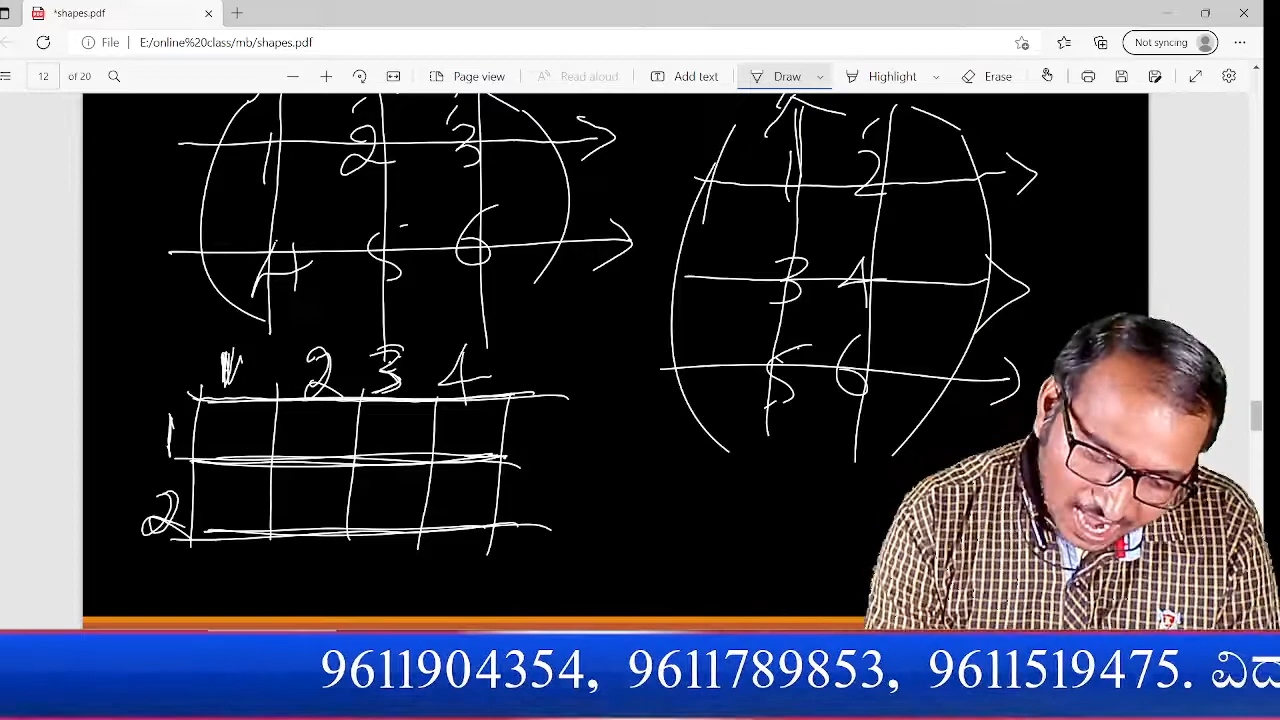 *shapes.pdf
File E:/online%20class/mb/shapes.pdf Not syncing
12 of 20 Page view Read aloud Add text Draw Highlight Erase
1 2 3
4 5 6
1 2
3 4
5 6
1 2 3 4
1
2
9611904354, 9611789853, 9611519475. ವಿದ